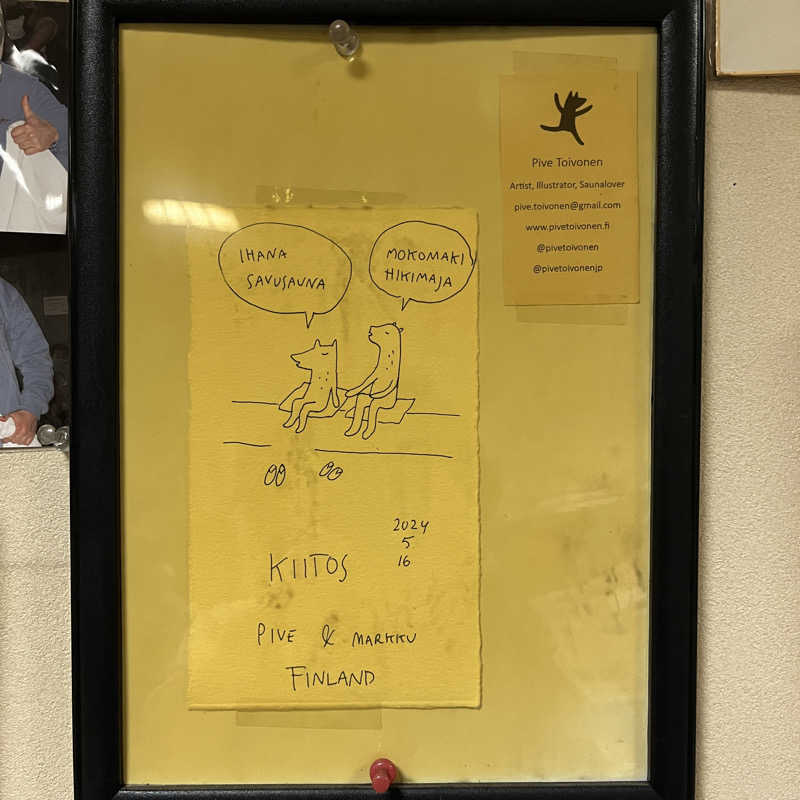 IHANA
SAVUSAUNA
MOKOMAKI
HIKIMAJA
2024
5
16
KIITOS
PIVE & MARKKU
FINLAND
Pive Toivonen
Artist, Illustrator, Saunalover
pive.toivonen@gmail.com
www.pivetoivonen.fi
@pivetoivonen
@pivetoivonenjp